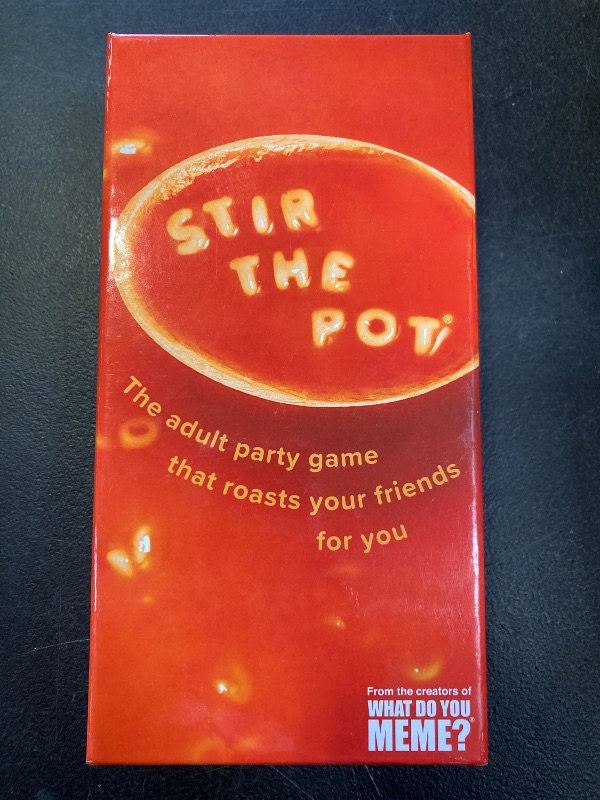 STIR
THE
POT®
The adult party game
that roasts your friends
for you
From the creators of
WHAT DO YOU
MEME?®